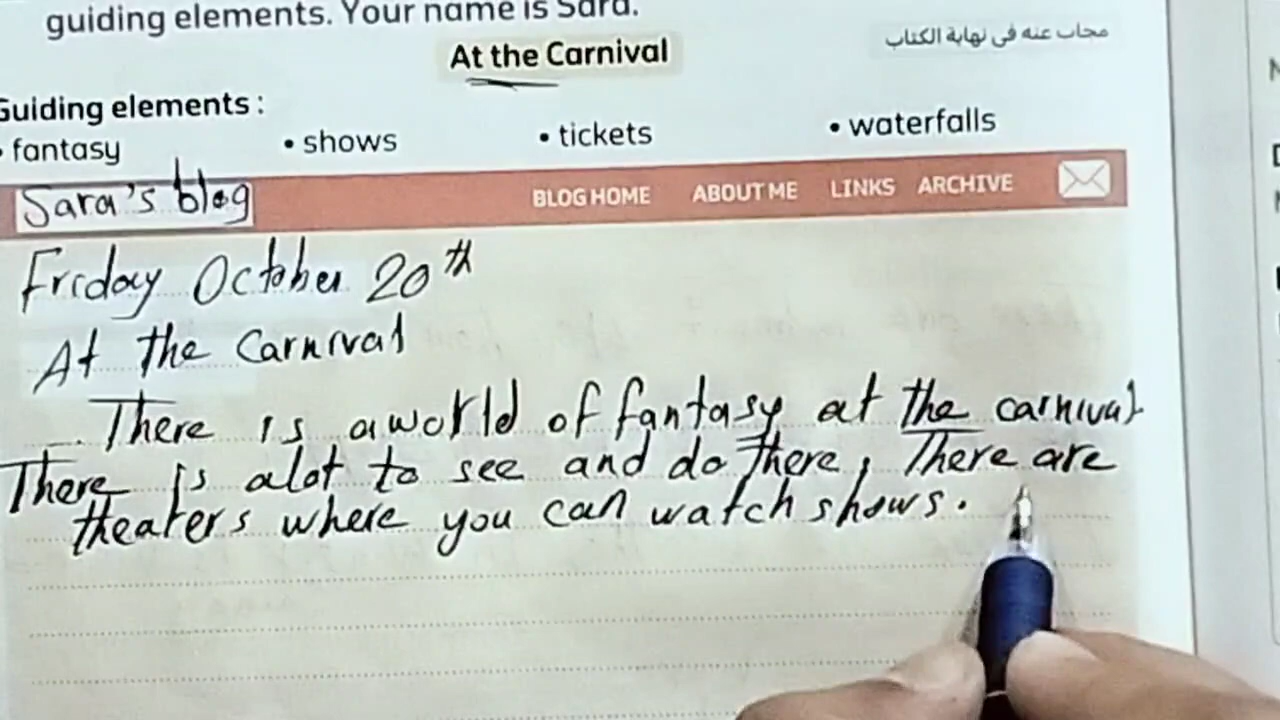 guiding elements. Your name is Sara.
مجاب عنه فى نهاية الكتاب
At the Carnival
Guiding elements :
• fantasy • shows • tickets • waterfalls
Sara's blog BLOG HOME ABOUT ME LINKS ARCHIVE
Friday October 20th
At the Carnival
There is a world of fantasy at the carnival
There is alot to see and do there, There are
theaters where you can watch shows.